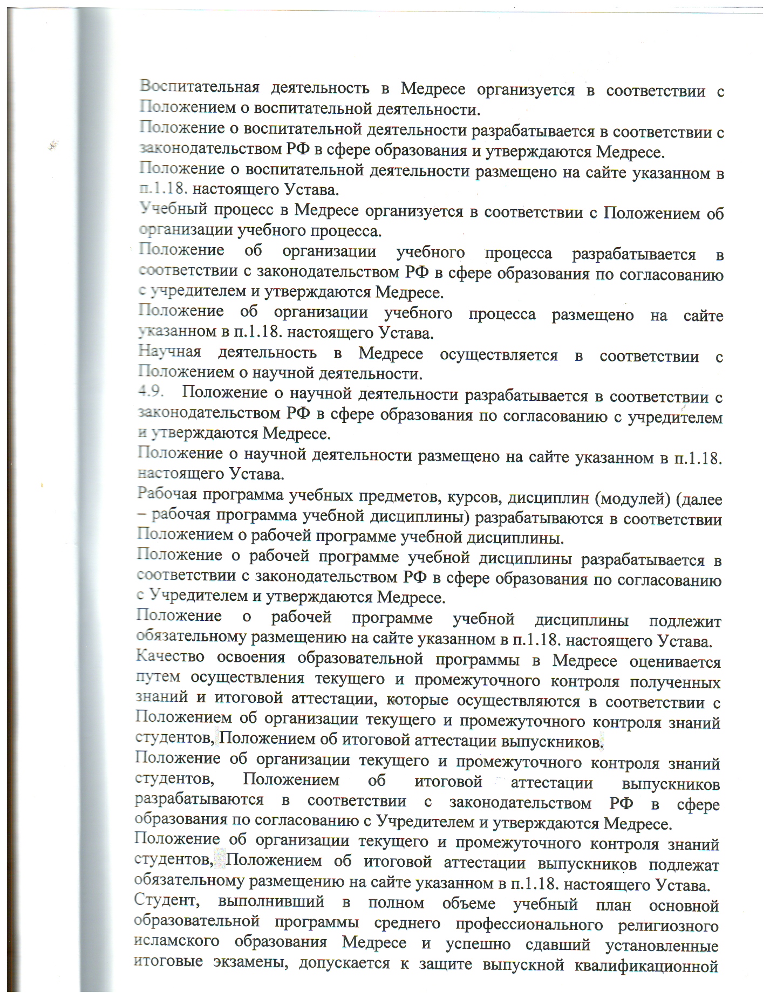 Воспитательная деятельность в Медресе организуется в соответствии с
Положением о воспитательной деятельности.
Положение о воспитательной деятельности разрабатывается в соответствии с
законодательством РФ в сфере образования и утверждаются Медресе.
Положение о воспитательной деятельности размещено на сайте указанном в
п.1.18. настоящего Устава.
Учебный процесс в Медресе организуется в соответствии с Положением об
организации учебного процесса.
Положение об организации учебного процесса разрабатывается в
соответствии с законодательством РФ в сфере образования по согласованию
с учредителем и утверждаются Медресе.
Положение об организации учебного процесса размещено на сайте
указанном в п.1.18. настоящего Устава.
Научная деятельность в Медресе осуществляется в соответствии с
Положением о научной деятельности.
4.9. Положение о научной деятельности разрабатывается в соответствии с
законодательством РФ в сфере образования по согласованию с учредителем
и утверждаются Медресе.
Положение о научной деятельности размещено на сайте указанном в п.1.18.
настоящего Устава.
Рабочая программа учебных предметов, курсов, дисциплин (модулей) (далее
– рабочая программа учебной дисциплины) разрабатываются в соответствии
Положением о рабочей программе учебной дисциплины.
Положение о рабочей программе учебной дисциплины разрабатывается в
соответствии с законодательством РФ в сфере образования по согласованию
с Учредителем и утверждаются Медресе.
Положение о рабочей программе учебной дисциплины подлежит
обязательному размещению на сайте указанном в п.1.18. настоящего Устава.
Качество освоения образовательной программы в Медресе оценивается
путем осуществления текущего и промежуточного контроля полученных
знаний и итоговой аттестации, которые осуществляются в соответствии с
Положением об организации текущего и промежуточного контроля знаний
студентов, Положением об итоговой аттестации выпускников.
Положение об организации текущего и промежуточного контроля знаний
студентов, Положением об итоговой аттестации выпускников
разрабатываются в соответствии с законодательством РФ в сфере
образования по согласованию с Учредителем и утверждаются Медресе.
Положение об организации текущего и промежуточного контроля знаний
студентов, Положением об итоговой аттестации выпускников подлежат
обязательному размещению на сайте указанном в п.1.18. настоящего Устава.
Студент, выполнивший в полном объеме учебный план основной
образовательной программы среднего профессионального религиозного
исламского образования Медресе и успешно сдавший установленные
итоговые экзамены, допускается к защите выпускной квалификационной